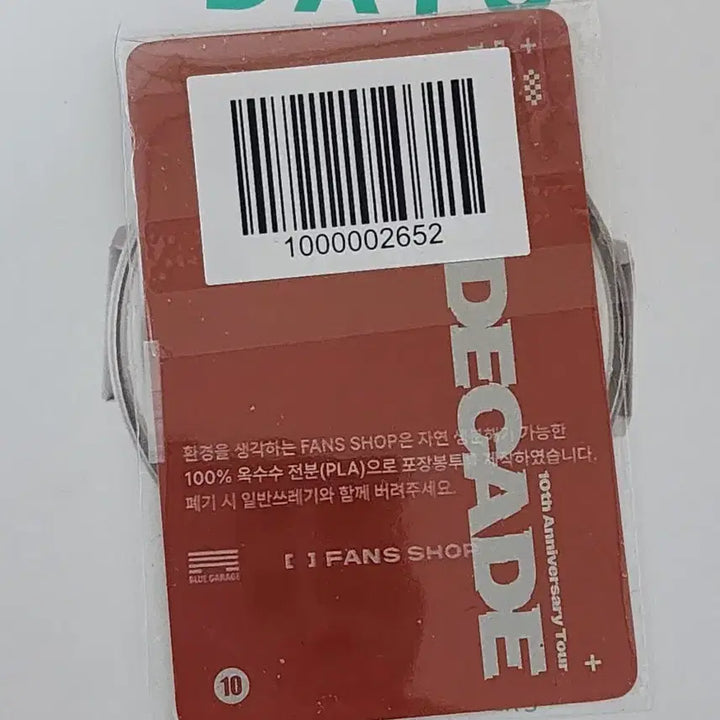 1000002652
DECADE
10th Anniversary Tour
환경을 생각하는 FANS SHOP은 자연 생분해가 가능한
100% 옥수수 전분(PLA)으로 포장봉투를 제작하였습니다.
폐기 시 일반쓰레기와 함께 버려주세요.
BLUE GARAGE
[ ] FANS SHOP
10